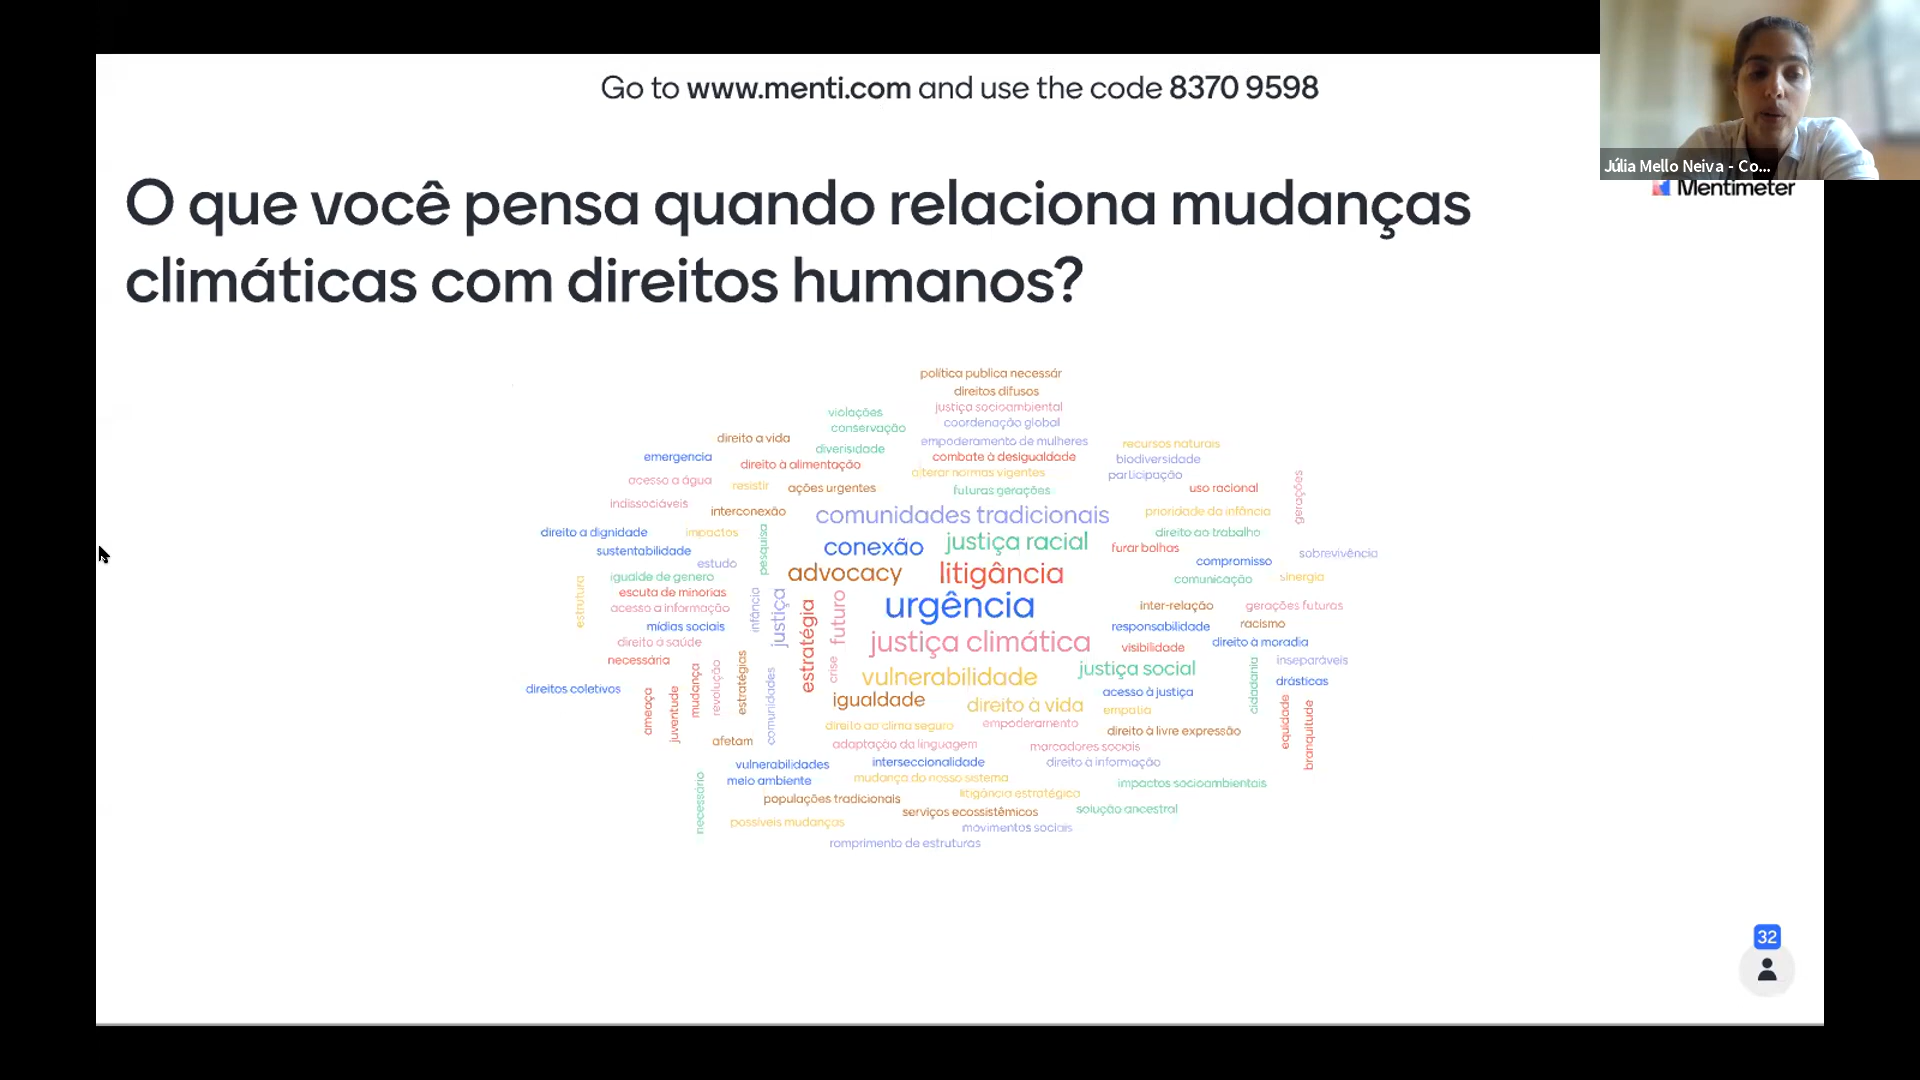 Go to www.menti.com and use the code 8370 9598
Júlia Mello Neiva - Co...
Mentimeter
O que você pensa quando relaciona mudanças
climáticas com direitos humanos?
política publica necessár
direitos difusos
justiça socioambiental
violações
coordenação global
conservação
direito a vida
empoderamento de mulheres
recursos naturais
diverisidade
emergencia
combate à desigualdade
biodiversidade
direito à alimentação
alterar normas vigentes
participação
acesso a água
resistir
ações urgentes
futuras gerações
uso racional
gerações
indissociáveis
interconexão
comunidades tradicionais
prioridade da infância
direito a dignidade
impactos
pesquisa
conexão
justiça racial
direito ao trabalho
furar bolhas
sustentabilidade
sobrevivência
estudo
compromisso
igualde de genero
advocacy
litigância
comunicação
sinergia
estrutura
escuta de minorias
acesso a informação
infância
justiça
estratégia
futuro
urgência
inter-relação
gerações futuras
mídias sociais
responsabilidade
racismo
direito à saúde
justiça climática
visibilidade
direito à moradia
necessária
crise
justiça social
inseparáveis
direitos coletivos
ameaça
juventude
mudança
revolução
estratégias
comunidades
vulnerabilidade
acesso à justiça
cidadania
drásticas
igualdade
direito à vida
empatia
equidade
branquitude
direito ao clima seguro
empoderamento
direito à livre expressão
afetam
adaptação da linguagem
marcadores sociais
vulnerabilidades
interseccionalidade
direito à informação
meio ambiente
mudança do nosso sistema
impactos socioambientais
necessário
populações tradicionais
litigância estratégica
serviços ecossistêmicos
solução ancestral
possíveis mudanças
movimentos sociais
romprimento de estruturas
32